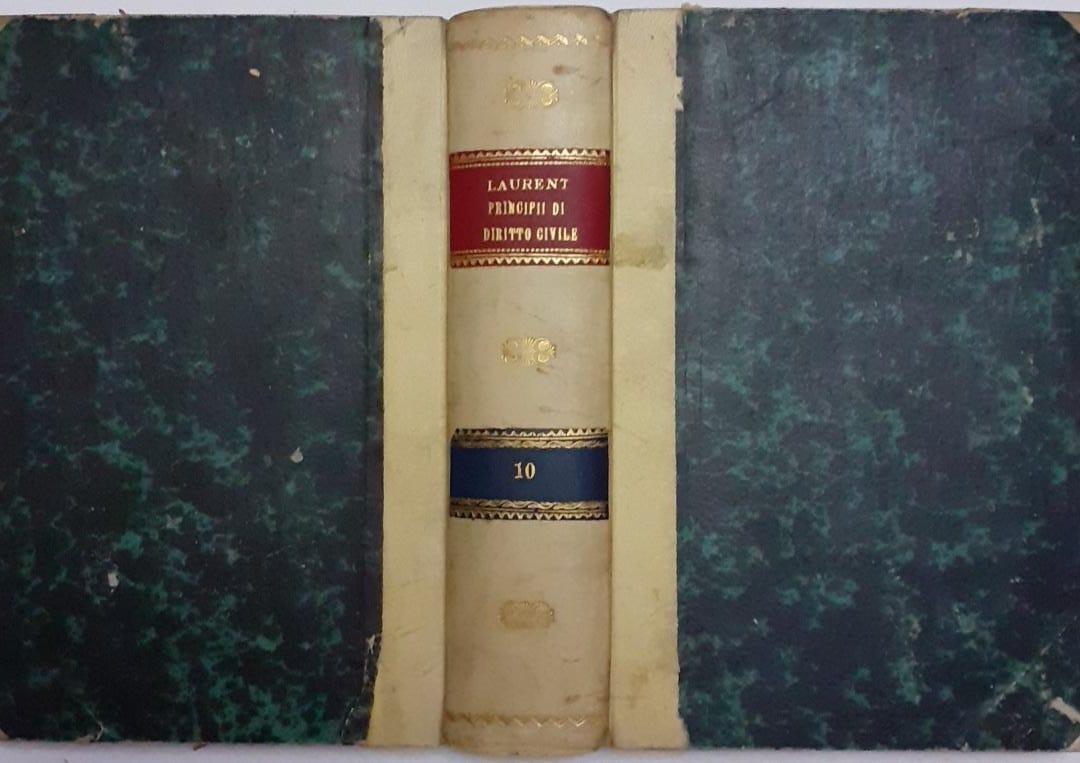 LAURENT
PRINCIPII DI
DIRITTO CIVILE
10